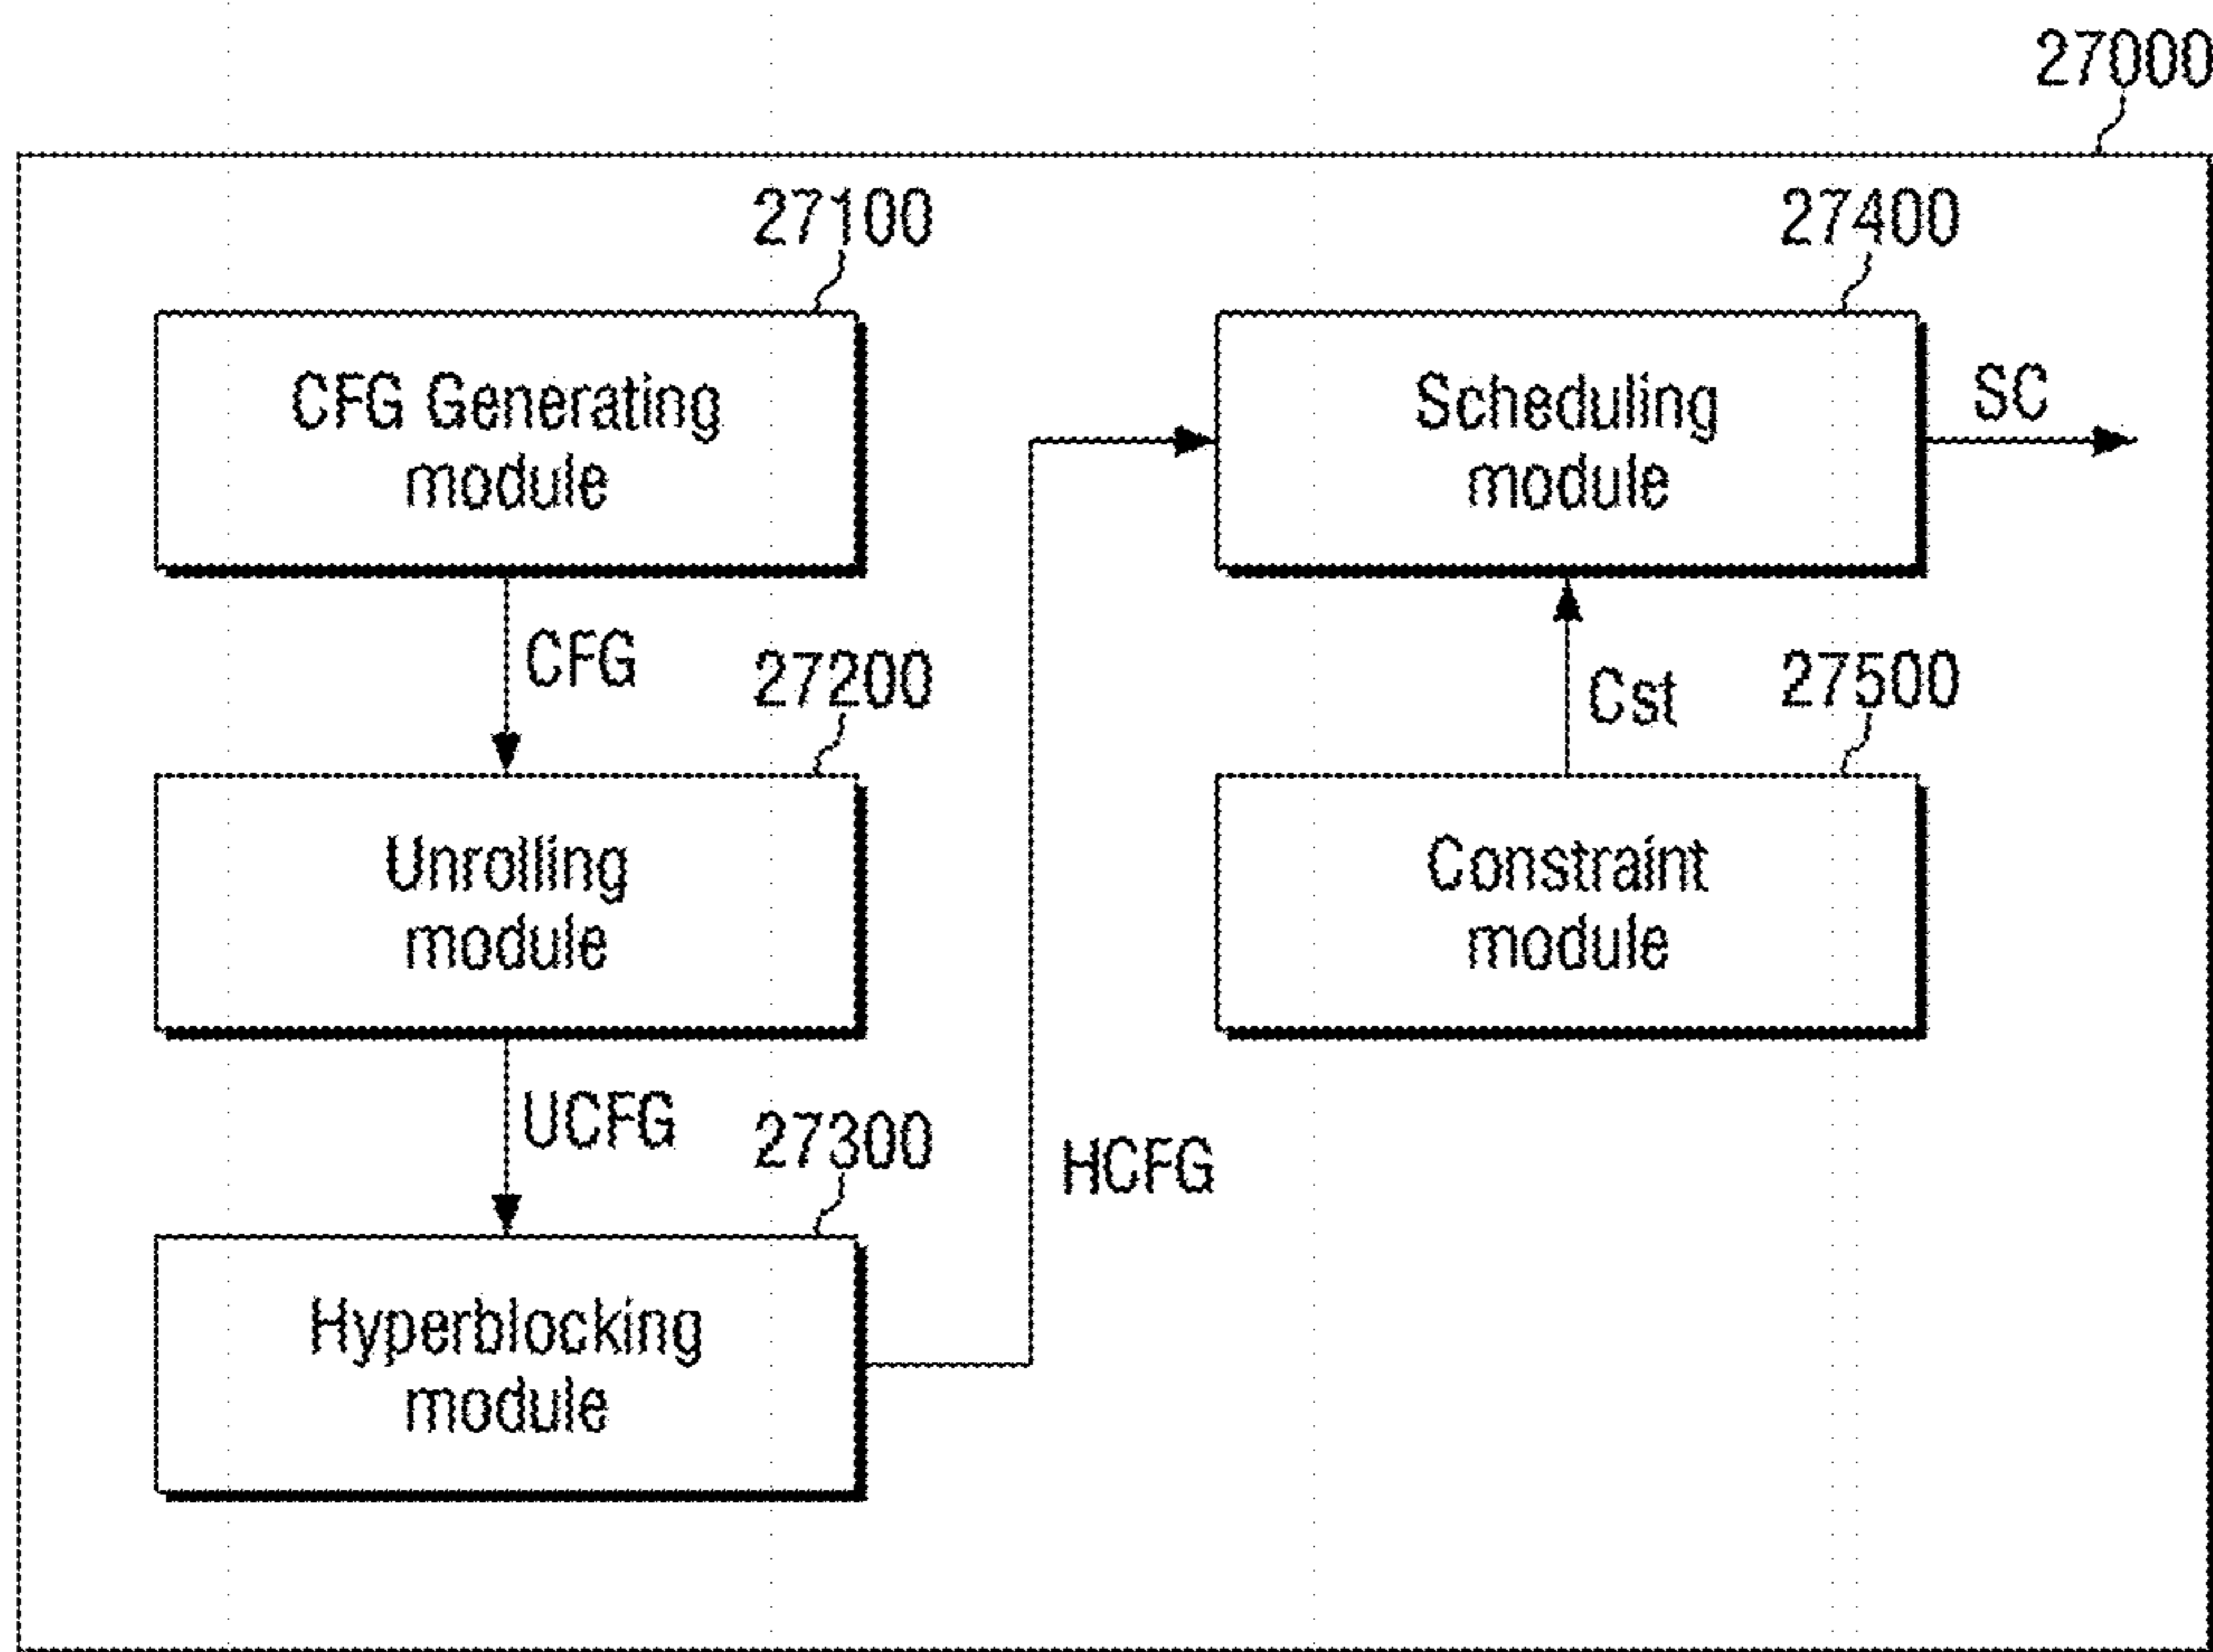 27000
27100
CFG Generating
module
CFG
27200
Unrolling
module
UCFG
27300
Hyperblocking
module
HCFG
27400
Scheduling
module
SC
Cst
27500
Constraint
module